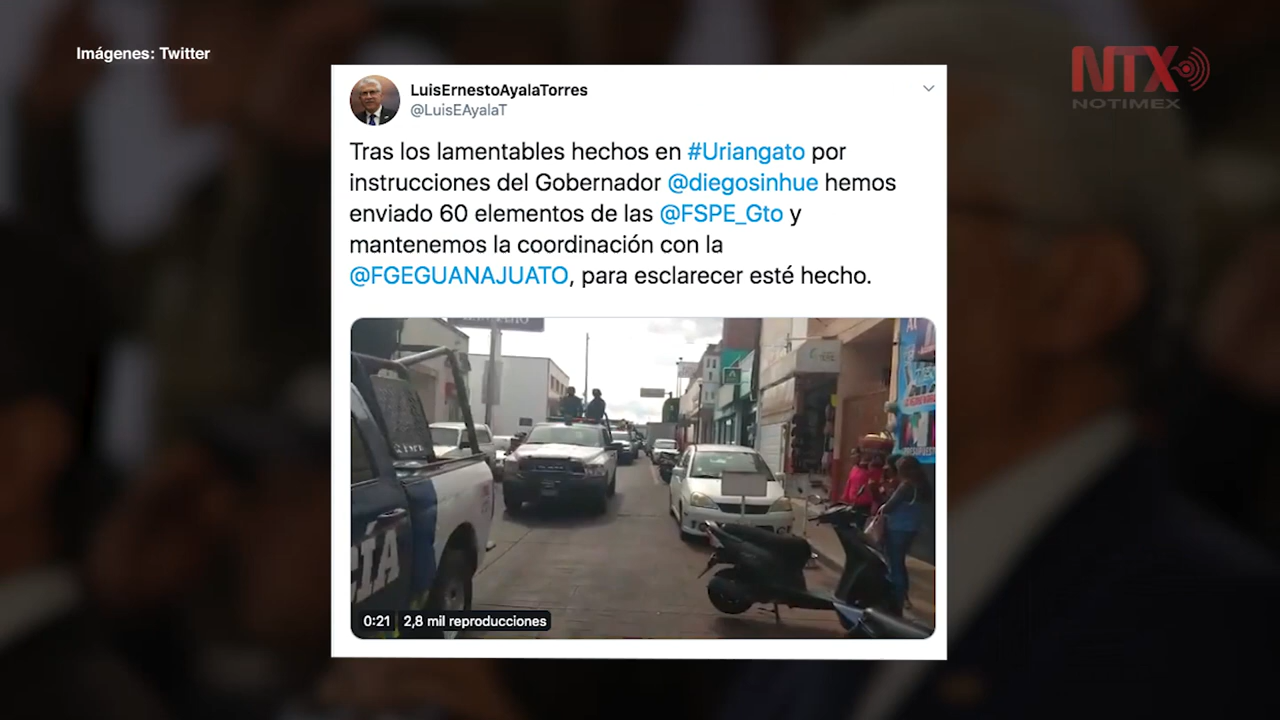 Imágenes: Twitter
NTX
NOTIMEX
LuisErnestoAyalaTorres
@LuisEAyalaT
Tras los lamentables hechos en #Uriangato por
instrucciones del Gobernador @diegosinhue hemos
enviado 60 elementos de las @FSPE_Gto y
mantenemos la coordinación con la
@FGEGUANAJUATO, para esclarecer esté hecho.
CIA
0:21 2,8 mil reproducciones